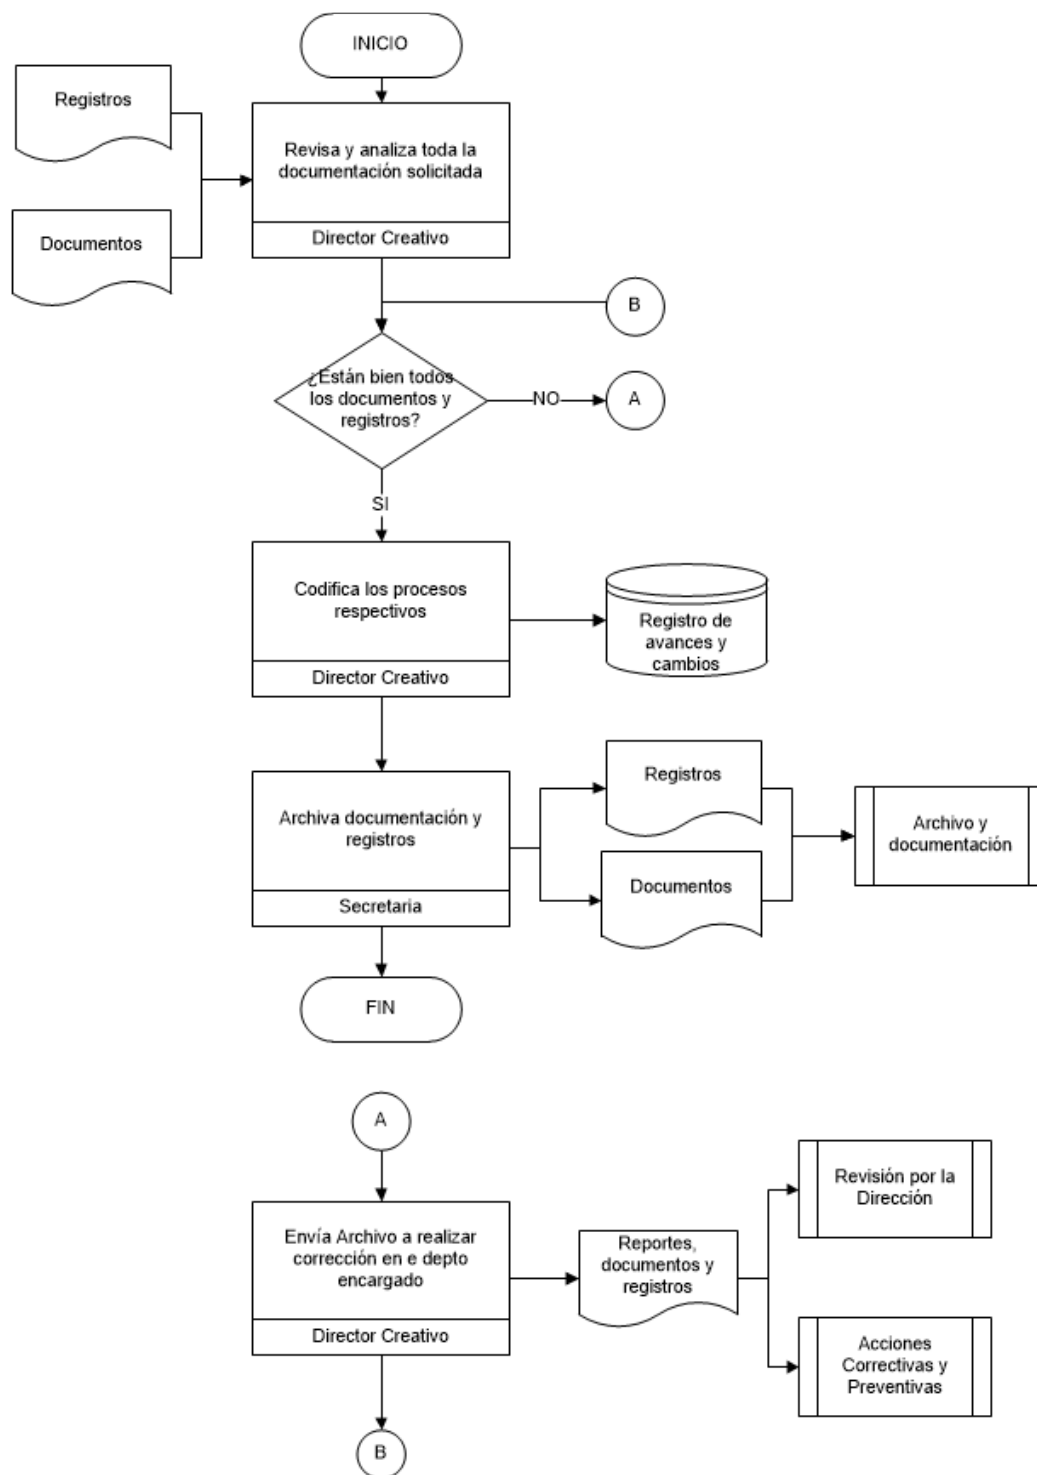 INICIO
Registros
Revisa y analiza toda la
documentación solicitada
Documentos
Director Creativo
B
¿Están bien todos
los documentos y
registros?
NO
A
SI
Codifica los procesos
respectivos
Director Creativo
Registro de
avances y
cambios
Archiva documentación y
registros
Secretaria
Registros
Documentos
Archivo y
documentación
FIN
A
Envía Archivo a realizar
corrección en e depto
encargado
Director Creativo
Reportes,
documentos y
registros
Revisión por la
Dirección
Acciones
Correctivas y
Preventivas
B